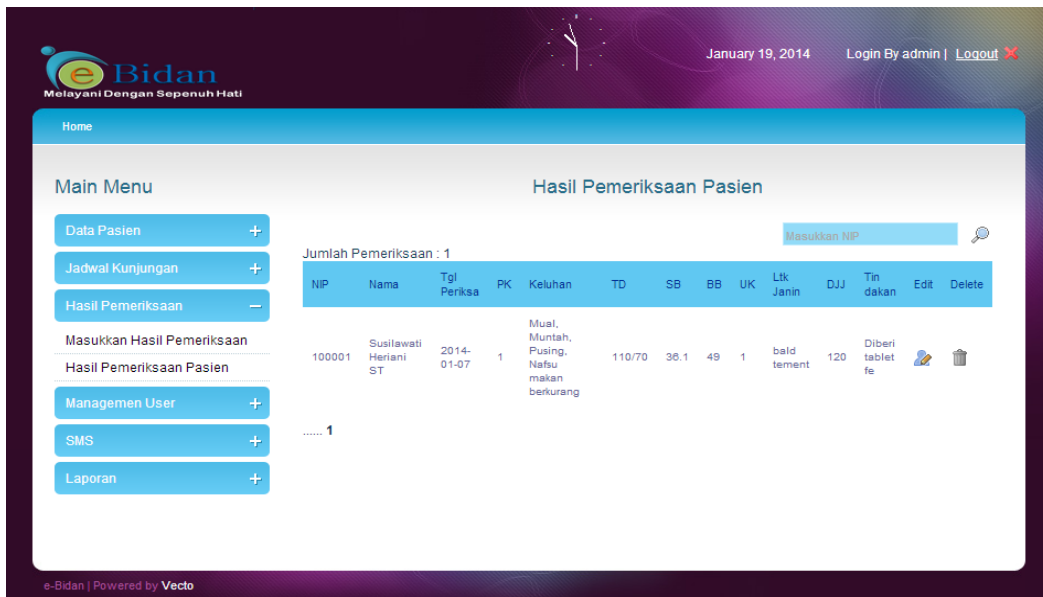 January 19, 2014 Login By admin | Logout
e Bidan
Melayani Dengan Sepenuh Hati
Home
Main Menu
Data Pasien +
Jadwal Kunjungan +
Hasil Pemeriksaan −
Masukkan Hasil Pemeriksaan
Hasil Pemeriksaan Pasien
Managemen User +
SMS +
Laporan +
Hasil Pemeriksaan Pasien
Masukkan NIP
Jumlah Pemeriksaan : 1
NIP Nama Tgl Periksa PK Keluhan TD SB BB UK Ltk Janin DJJ Tin dakan Edit Delete
100001 Susilawati Heriani ST 2014-01-07 1 Mual, Muntah, Pusing, Nafsu makan berkurang 110/70 36.1 49 1 bald tement 120 Diberi tablet fe
...... 1
e-Bidan | Powered by Vecto